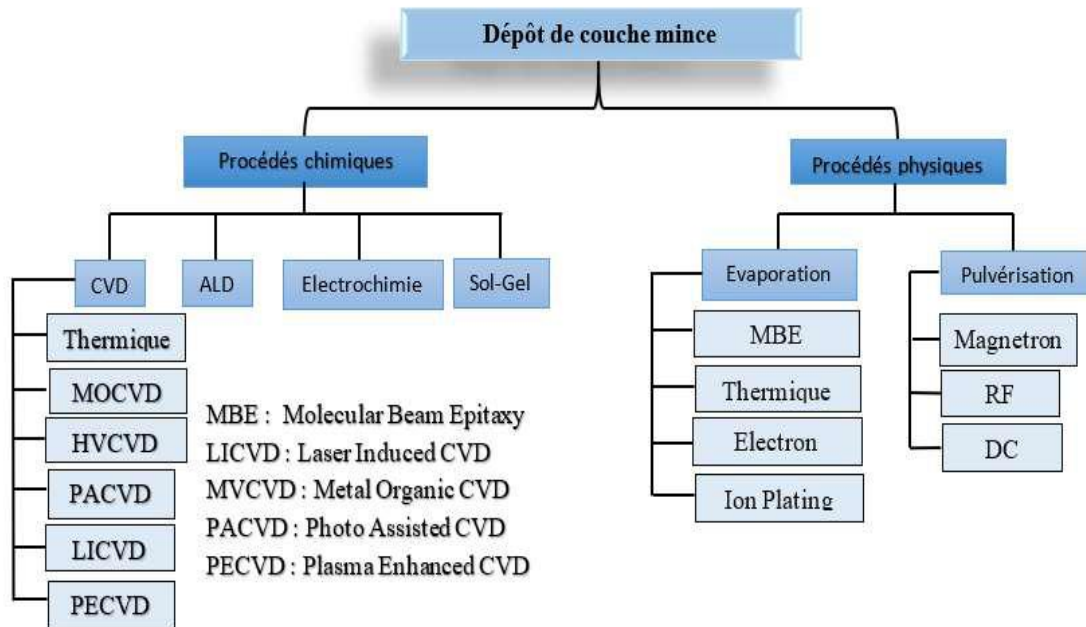 Dépôt de couche mince
Procédés chimiques
Procédés physiques
CVD
ALD
Electrochimie
Sol-Gel
Evaporation
Pulvérisation
Thermique
MOCVD
HVCVD
PACVD
LICVD
PECVD
MBE : Molecular Beam Epitaxy
LICVD : Laser Induced CVD
MVCVD : Metal Organic CVD
PACVD : Photo Assisted CVD
PECVD : Plasma Enhanced CVD
MBE
Thermique
Electron
Ion Plating
Magnetron
RF
DC